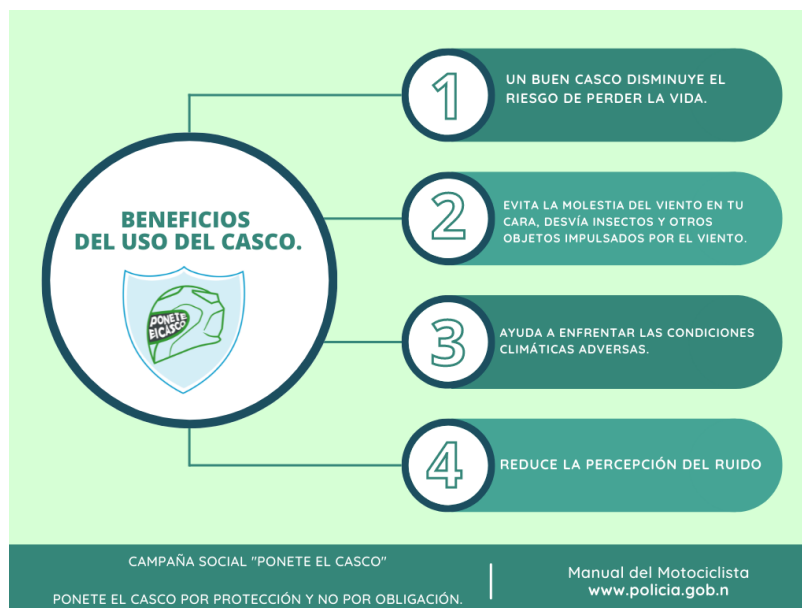 BENEFICIOS
DEL USO DEL CASCO.
PONETE
ElCASCO
1
UN BUEN CASCO DISMINUYE EL
RIESGO DE PERDER LA VIDA.
2
EVITA LA MOLESTIA DEL VIENTO EN TU
CARA, DESVÍA INSECTOS Y OTROS
OBJETOS IMPULSADOS POR EL VIENTO.
3
AYUDA A ENFRENTAR LAS CONDICIONES
CLIMÁTICAS ADVERSAS.
4
REDUCE LA PERCEPCIÓN DEL RUIDO
CAMPAÑA SOCIAL "PONETE EL CASCO"
PONETE EL CASCO POR PROTECCIÓN Y NO POR OBLIGACIÓN.
Manual del Motociclista
www.policia.gob.n